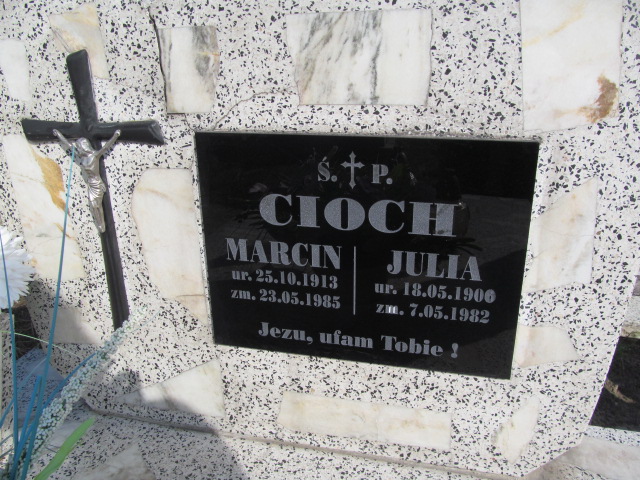 Ś. P.
CIOCH
MARCIN
ur. 25.10.1913
zm. 23.05.1985
JULIA
ur. 18.05.1906
zm. 7.05.1982
Jezu, ufam Tobie !